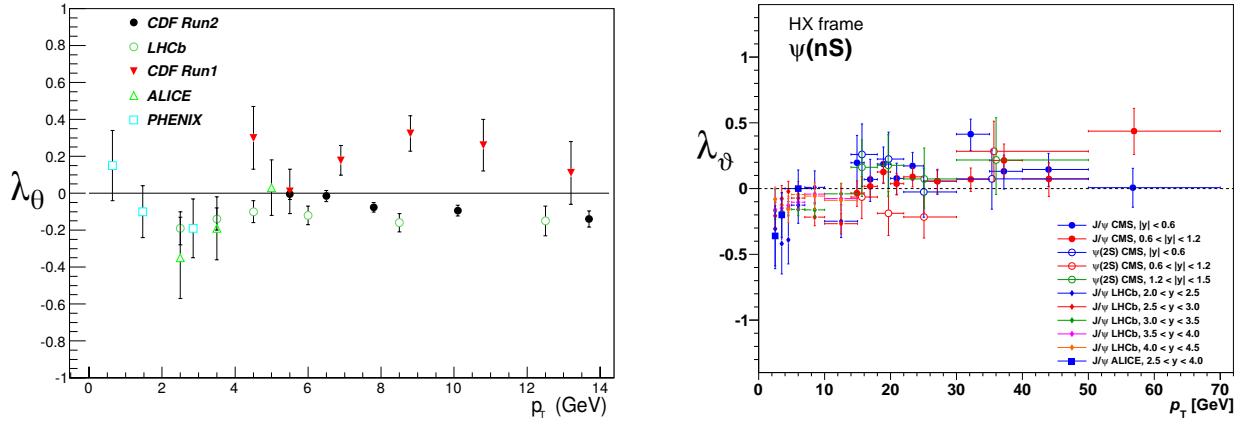 1
0.8
0.6
0.4
0.2
0
-0.2
-0.4
-0.6
-0.8
-1
λθ
CDF Run2
LHCb
CDF Run1
ALICE
PHENIX
0 2 4 6 8 10 12 14
pT (GeV)
HX frame
ψ(nS)
1
0.5
0
-0.5
-1
λϑ
J/ψ CMS, |y| < 0.6
J/ψ CMS, 0.6 < |y| < 1.2
ψ(2S) CMS, |y| < 0.6
ψ(2S) CMS, 0.6 < |y| < 1.2
ψ(2S) CMS, 1.2 < |y| < 1.5
J/ψ LHCb, 2.0 < y < 2.5
J/ψ LHCb, 2.5 < y < 3.0
J/ψ LHCb, 3.0 < y < 3.5
J/ψ LHCb, 3.5 < y < 4.0
J/ψ LHCb, 4.0 < y < 4.5
J/ψ ALICE, 2.5 < y < 4.0
0 10 20 30 40 50 60 70
pT [GeV]